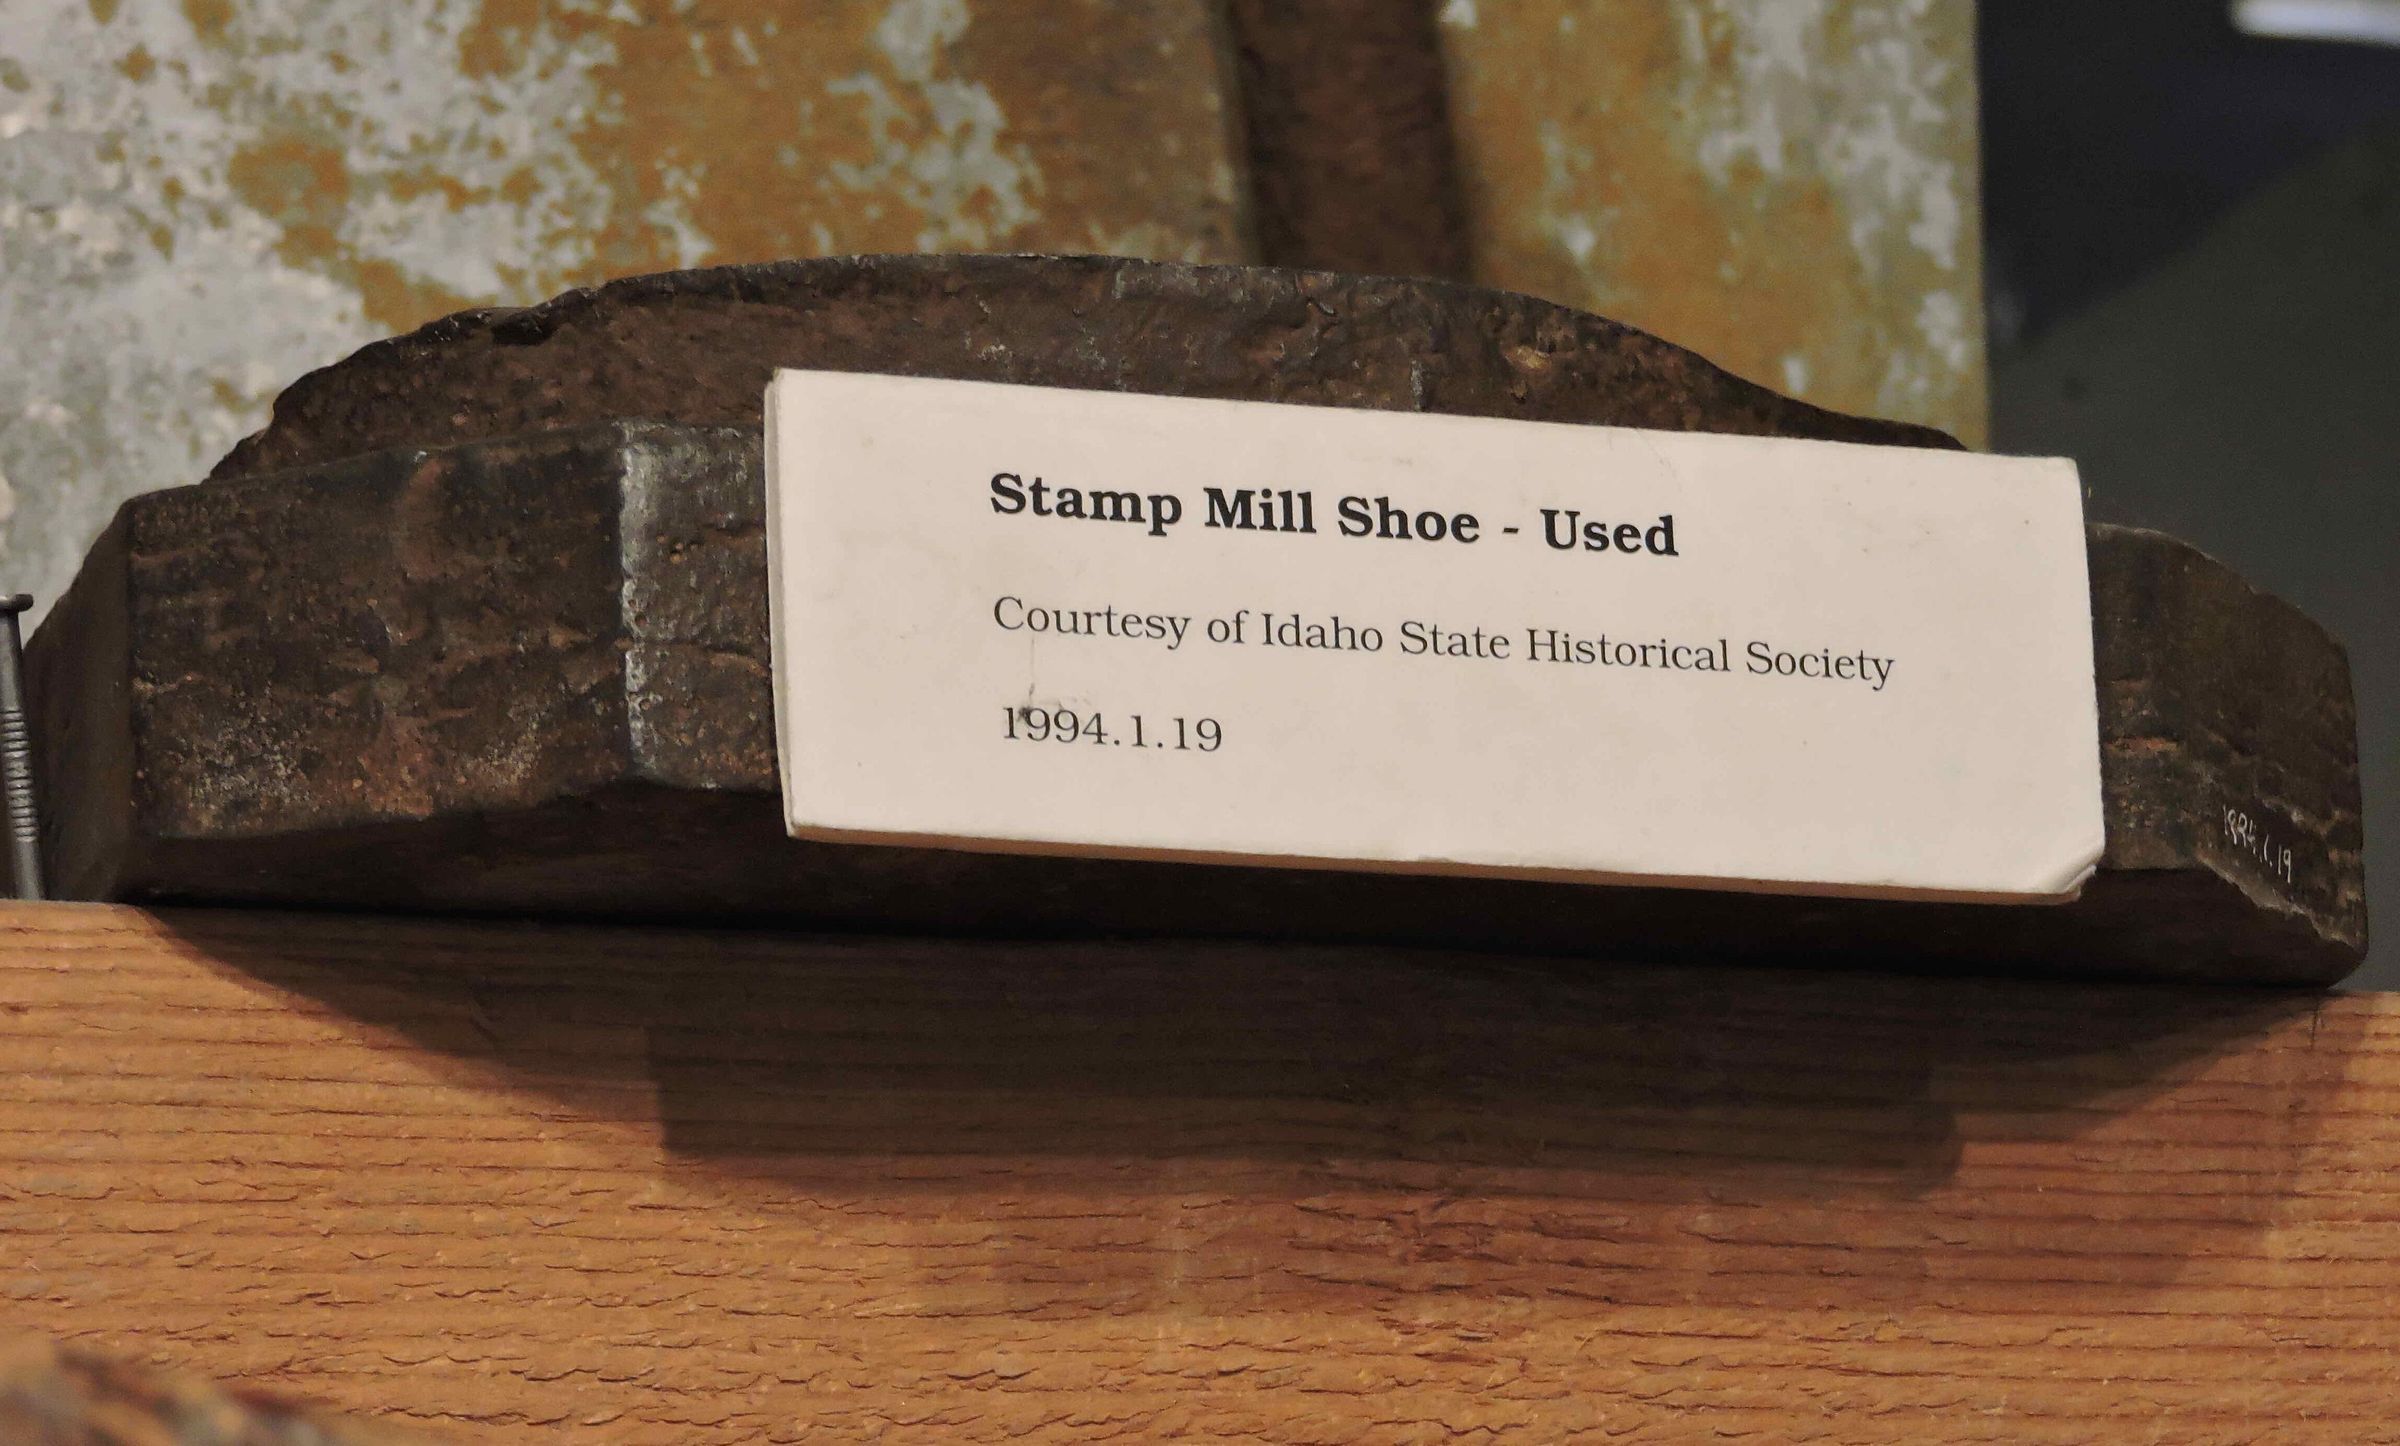 Stamp Mill Shoe - Used
Courtesy of Idaho State Historical Society
1994.1.19
1994.1.19